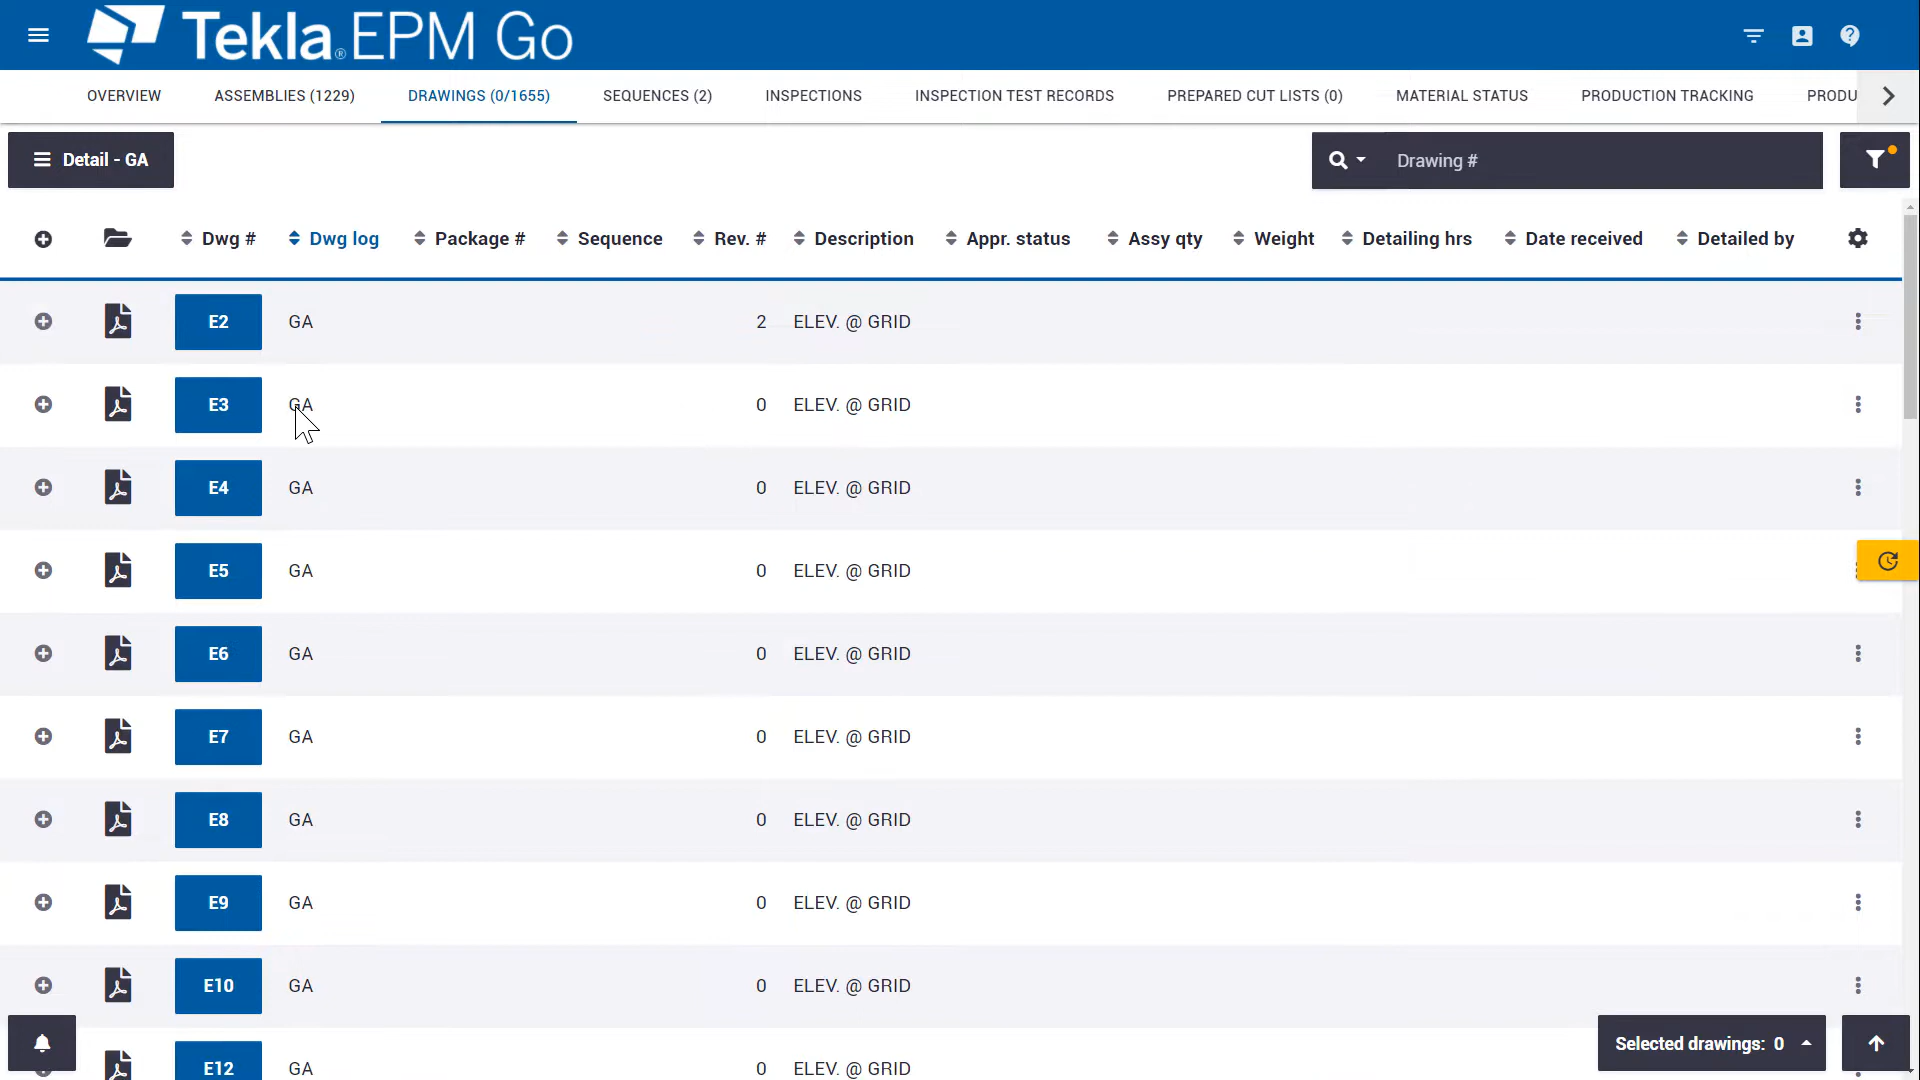 Tekla® EPM Go
OVERVIEW ASSEMBLIES (1229) DRAWINGS (0/1655) SEQUENCES (2) INSPECTIONS INSPECTION TEST RECORDS PREPARED CUT LISTS (0) MATERIAL STATUS PRODUCTION TRACKING PRODU
Detail - GA Drawing #
Dwg # Dwg log Package # Sequence Rev. # Description Appr. status Assy qty Weight Detailing hrs Date received Detailed by
E2 GA 2 ELEV. @ GRID
E3 GA 0 ELEV. @ GRID
E4 GA 0 ELEV. @ GRID
E5 GA 0 ELEV. @ GRID
E6 GA 0 ELEV. @ GRID
E7 GA 0 ELEV. @ GRID
E8 GA 0 ELEV. @ GRID
E9 GA 0 ELEV. @ GRID
E10 GA 0 ELEV. @ GRID
Selected drawings: 0
E12 GA 0 ELEV. @ GRID